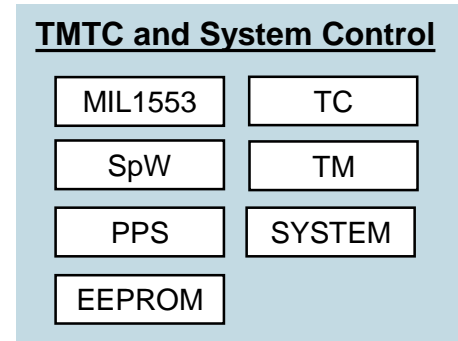 TMTC and System Control
MIL1553
TC
SpW
TM
PPS
SYSTEM
EEPROM